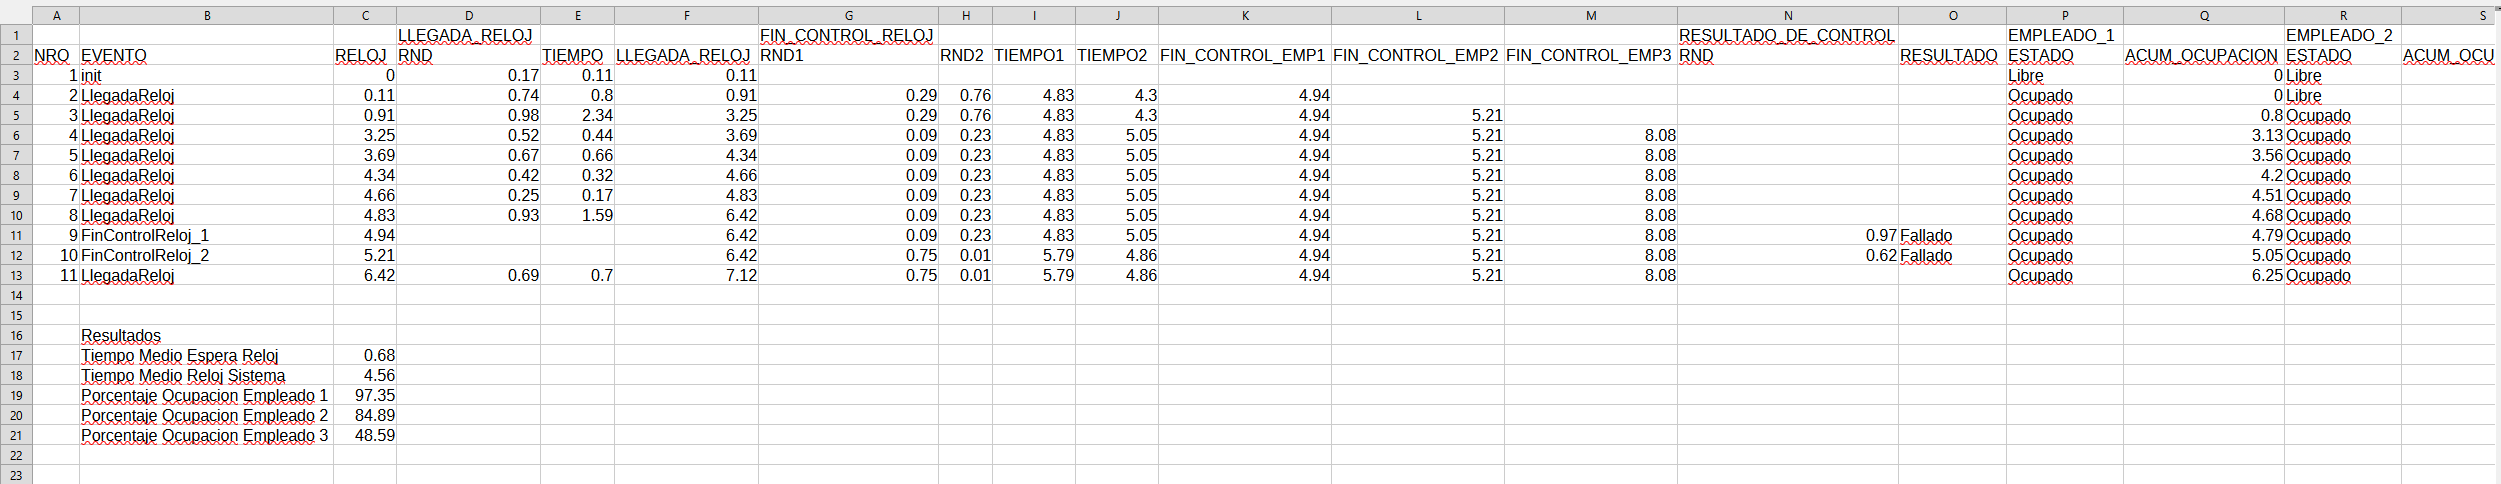 A B C D E F G H I J K L M N O P Q R S
1 LLEGADA_RELOJ FIN_CONTROL_RELOJ RESULTADO_DE_CONTROL EMPLEADO_1 EMPLEADO_2
2 NRO EVENTO RELOJ RND TIEMPO LLEGADA_RELOJ RND1 RND2 TIEMPO1 TIEMPO2 FIN_CONTROL_EMP1 FIN_CONTROL_EMP2 FIN_CONTROL_EMP3 RND RESULTADO ESTADO ACUM_OCUPACION ESTADO ACUM_OCU
3 1 init 0 0.17 0.11 0.11 Libre 0 Libre
4 2 LlegadaReloj 0.11 0.74 0.8 0.91 0.29 0.76 4.83 4.3 4.94 Ocupado 0 Libre
5 3 LlegadaReloj 0.91 0.98 2.34 3.25 0.29 0.76 4.83 4.3 4.94 5.21 Ocupado 0.8 Ocupado
6 4 LlegadaReloj 3.25 0.52 0.44 3.69 0.09 0.23 4.83 5.05 4.94 5.21 8.08 Ocupado 3.13 Ocupado
7 5 LlegadaReloj 3.69 0.67 0.66 4.34 0.09 0.23 4.83 5.05 4.94 5.21 8.08 Ocupado 3.56 Ocupado
8 6 LlegadaReloj 4.34 0.42 0.32 4.66 0.09 0.23 4.83 5.05 4.94 5.21 8.08 Ocupado 4.2 Ocupado
9 7 LlegadaReloj 4.66 0.25 0.17 4.83 0.09 0.23 4.83 5.05 4.94 5.21 8.08 Ocupado 4.51 Ocupado
10 8 LlegadaReloj 4.83 0.93 1.59 6.42 0.09 0.23 4.83 5.05 4.94 5.21 8.08 Ocupado 4.68 Ocupado
11 9 FinControlReloj_1 4.94 6.42 0.09 0.23 4.83 5.05 4.94 5.21 8.08 0.97 Fallado Ocupado 4.79 Ocupado
12 10 FinControlReloj_2 5.21 6.42 0.75 0.01 5.79 4.86 4.94 5.21 8.08 0.62 Fallado Ocupado 5.05 Ocupado
13 11 LlegadaReloj 6.42 0.69 0.7 7.12 0.75 0.01 5.79 4.86 4.94 5.21 8.08 Ocupado 6.25 Ocupado
14
15
16 Resultados
17 Tiempo Medio Espera Reloj 0.68
18 Tiempo Medio Reloj Sistema 4.56
19 Porcentaje Ocupacion Empleado 1 97.35
20 Porcentaje Ocupacion Empleado 2 84.89
21 Porcentaje Ocupacion Empleado 3 48.59
22
23